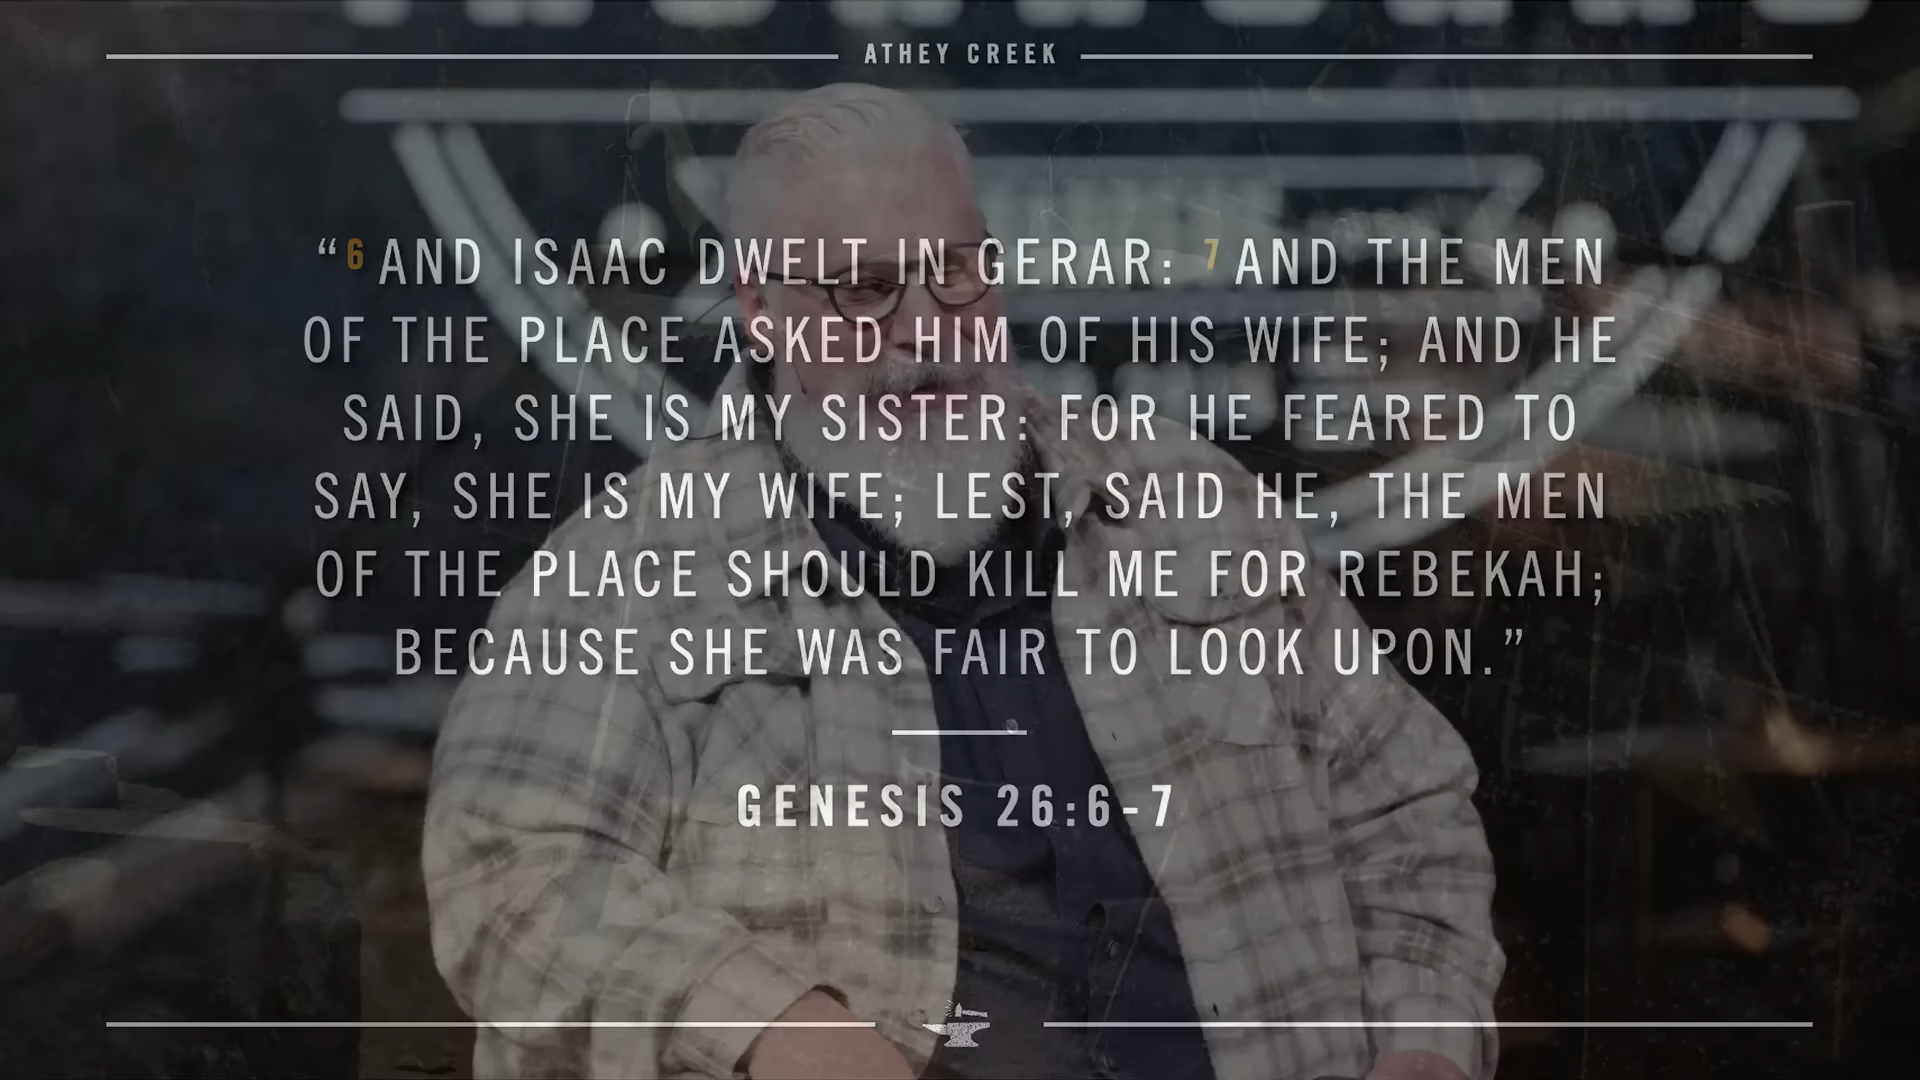 ATHEY CREEK
“6 AND ISAAC DWELT IN GERAR: 7 AND THE MEN
OF THE PLACE ASKED HIM OF HIS WIFE; AND HE
SAID, SHE IS MY SISTER: FOR HE FEARED TO
SAY, SHE IS MY WIFE; LEST, SAID HE, THE MEN
OF THE PLACE SHOULD KILL ME FOR REBEKAH;
BECAUSE SHE WAS FAIR TO LOOK UPON.”
GENESIS 26:6-7